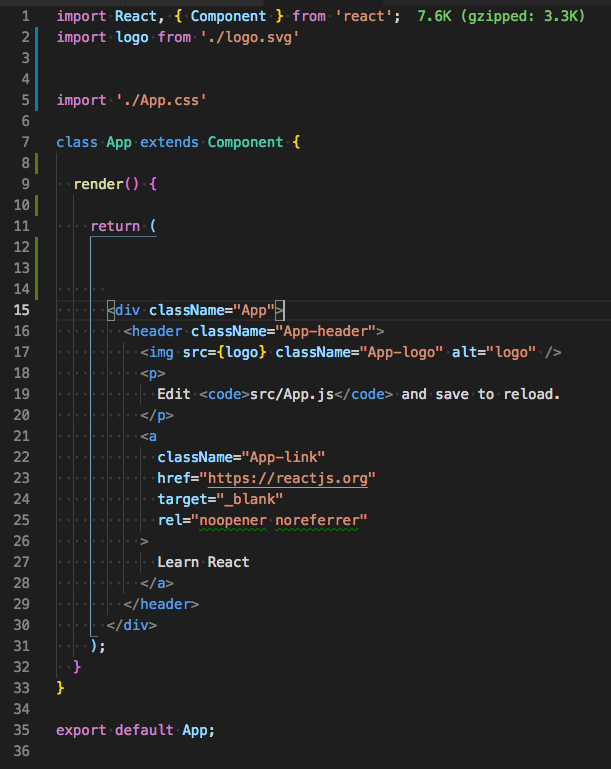 1 import React, { Component } from 'react'; 7.6K (gzipped: 3.3K)
2 import logo from './logo.svg'
3
4
5 import './App.css'
6
7 class App extends Component {
8
9   render() {
10
11     return (
12
13
14
15       <div className="App">
16         <header className="App-header">
17           <img src={logo} className="App-logo" alt="logo" />
18           <p>
19             Edit <code>src/App.js</code> and save to reload.
20           </p>
21           <a
22             className="App-link"
23             href="https://reactjs.org"
24             target="_blank"
25             rel="noopener noreferrer"
26           >
27             Learn React
28           </a>
29         </header>
30       </div>
31     );
32   }
33 }
34
35 export default App;
36